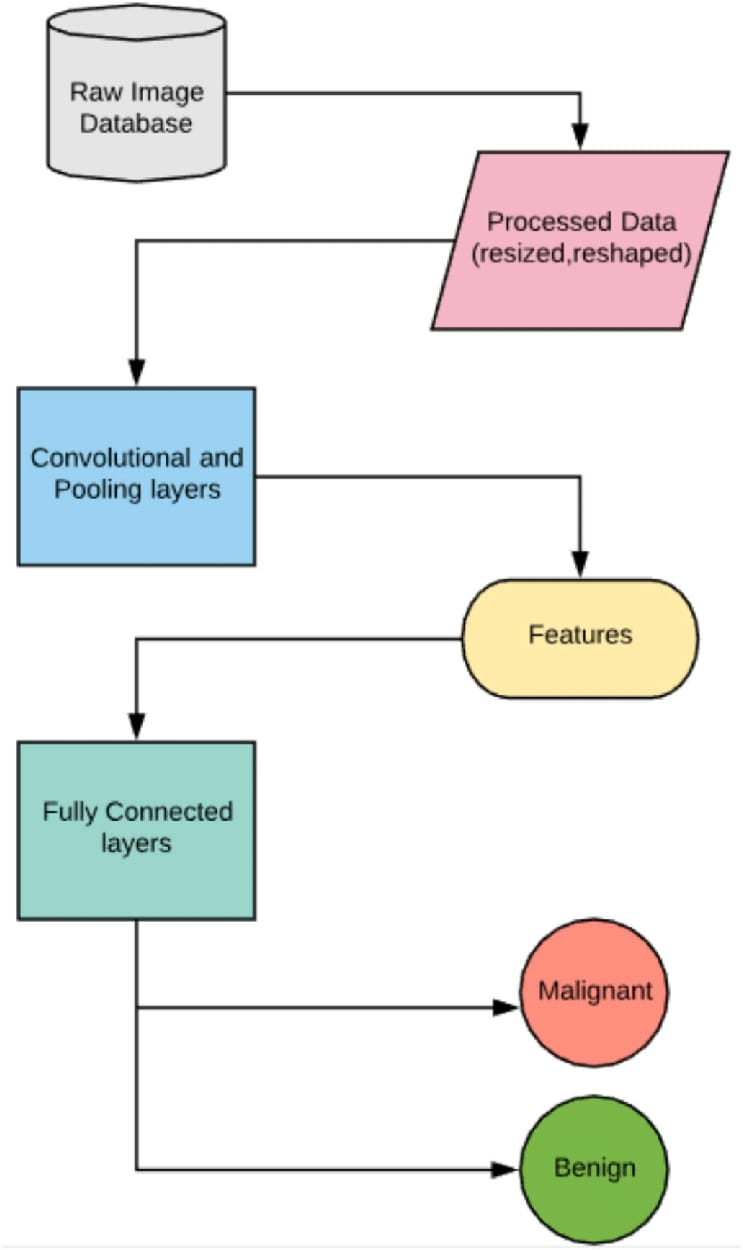 Raw Image
Database
Processed Data
(resized,reshaped)
Convolutional and
Pooling layers
Features
Fully Connected
layers
Malignant
Benign